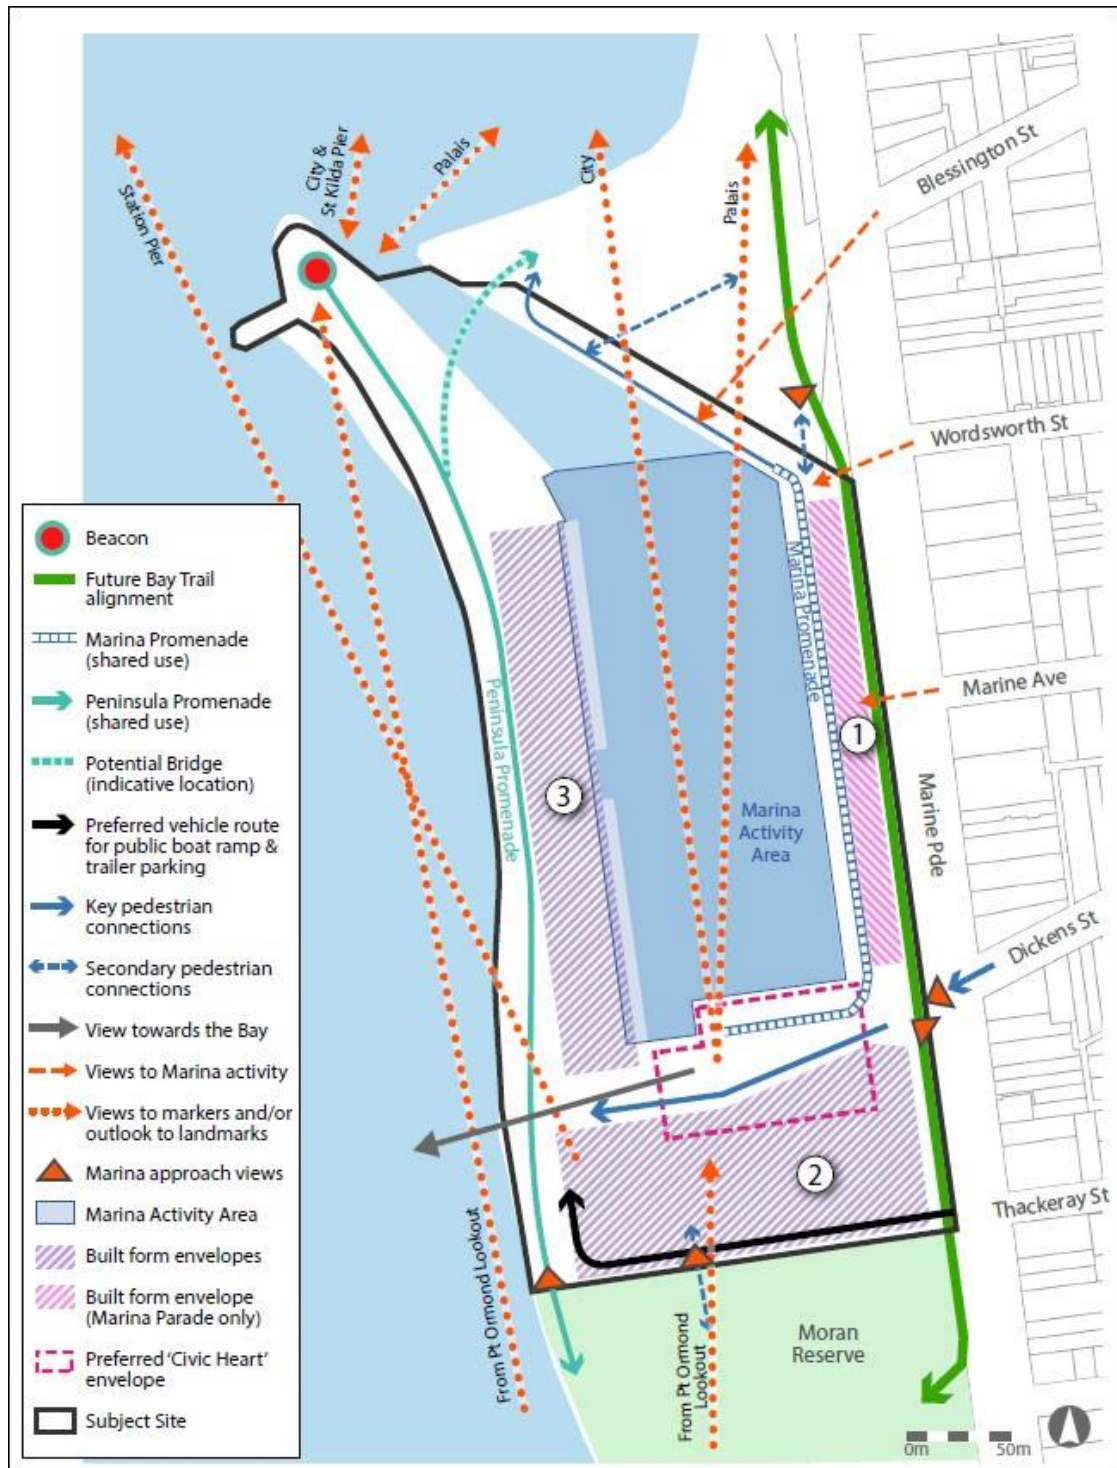 City &
St Kilda Pier
Palais
City
Palais
Station Pier
Blessington St
Wordsworth St
Marine Ave
Marine Pde
Dickens St
Thackeray St
Marina Promenade
Peninsula Promenade
Marina
Activity
Area
1
3
2
From Pt Ormond Lookout
From Pt Ormond
Lookout
Moran
Reserve
0m
50m
Beacon
Future Bay Trail
alignment
Marina Promenade
(shared use)
Peninsula Promenade
(shared use)
Potential Bridge
(indicative location)
Preferred vehicle route
for public boat ramp &
trailer parking
Key pedestrian
connections
Secondary pedestrian
connections
View towards the Bay
Views to Marina activity
Views to markers and/or
outlook to landmarks
Marina approach views
Marina Activity Area
Built form envelopes
Built form envelope
(Marina Parade only)
Preferred 'Civic Heart'
envelope
Subject Site